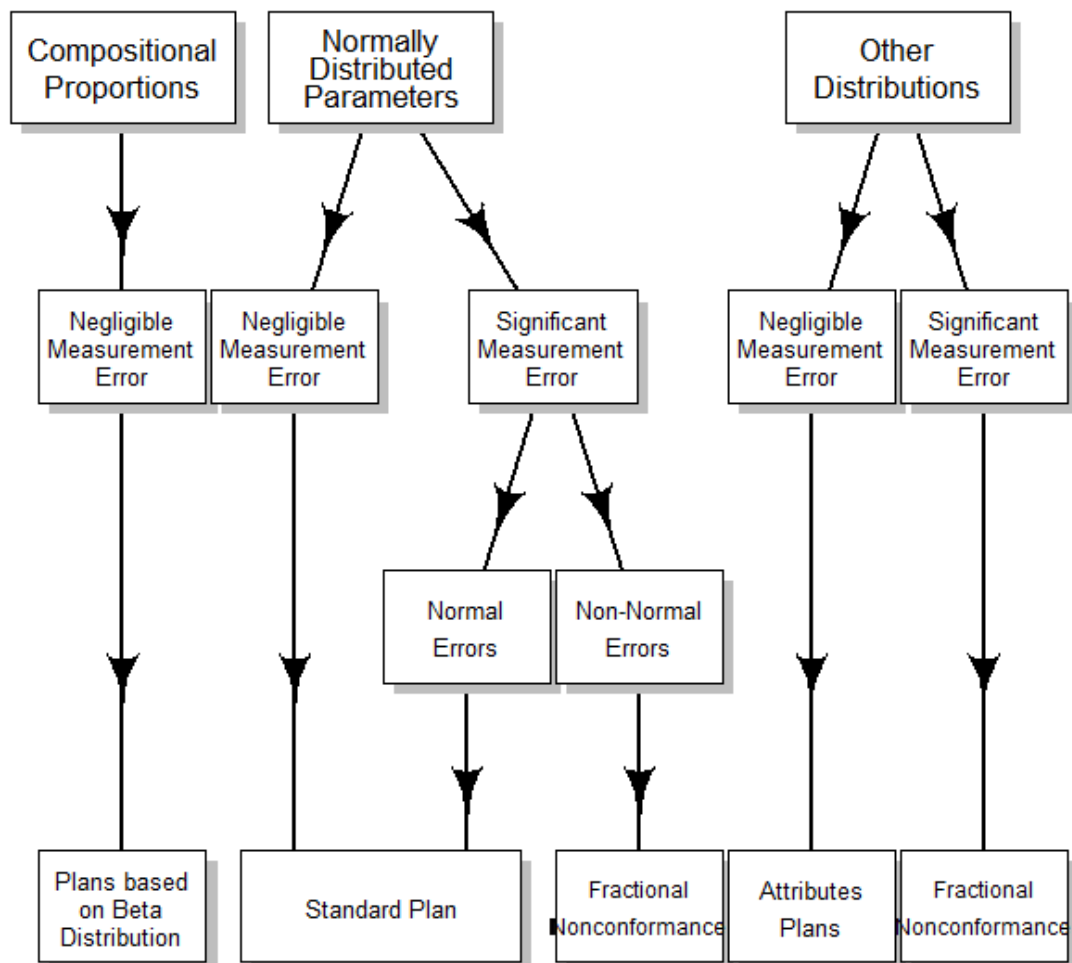 Compositional
Proportions
Normally
Distributed
Parameters
Other
Distributions
Negligible
Measurement
Error
Negligible
Measurement
Error
Significant
Measurement
Error
Negligible
Measurement
Error
Significant
Measurement
Error
Normal
Errors
Non-Normal
Errors
Plans based
on Beta
Distribution
Standard Plan
Fractional
Nonconformance
Attributes
Plans
Fractional
Nonconformance